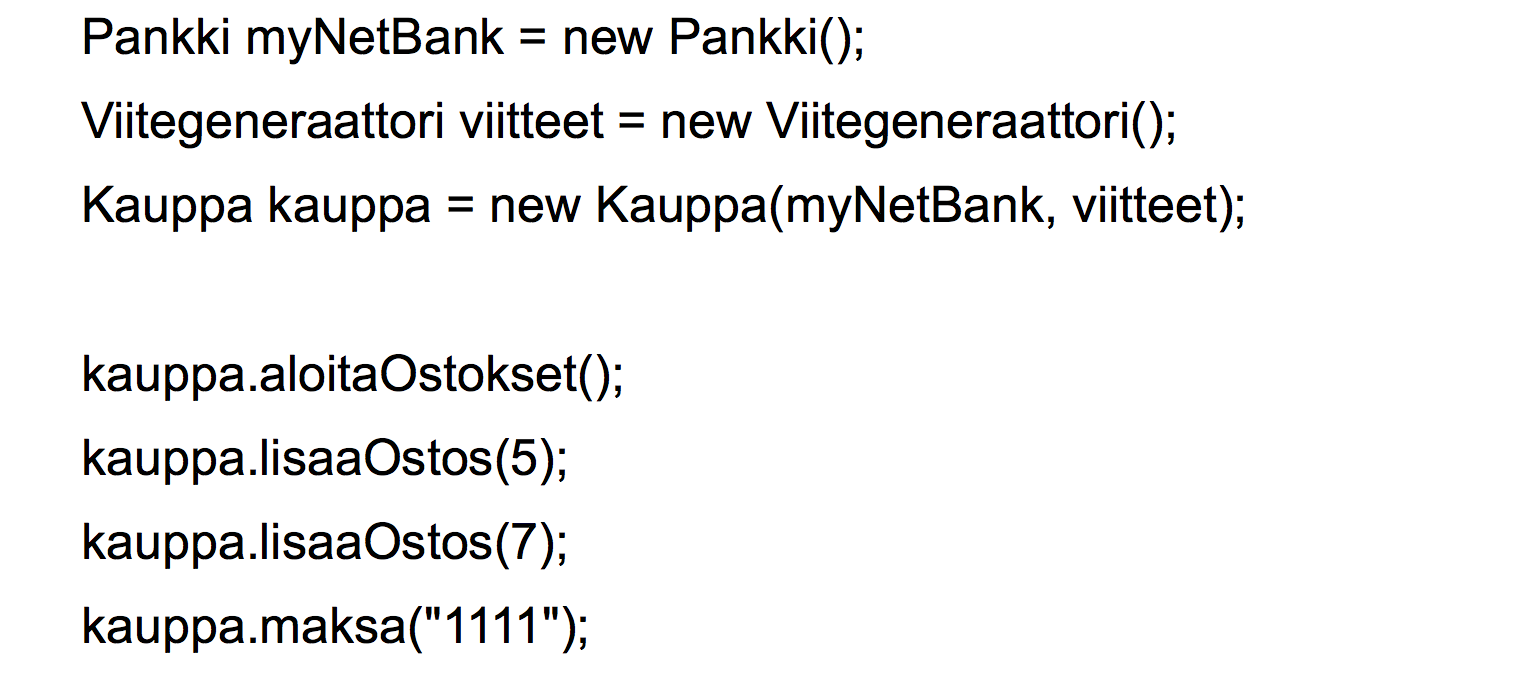 Pankki myNetBank = new Pankki();
Viitegeneraattori viitteet = new Viitegeneraattori();
Kauppa kauppa = new Kauppa(myNetBank, viitteet);
kauppa.aloitaOstokset();
kauppa.lisaaOstos(5);
kauppa.lisaaOstos(7);
kauppa.maksa("1111");